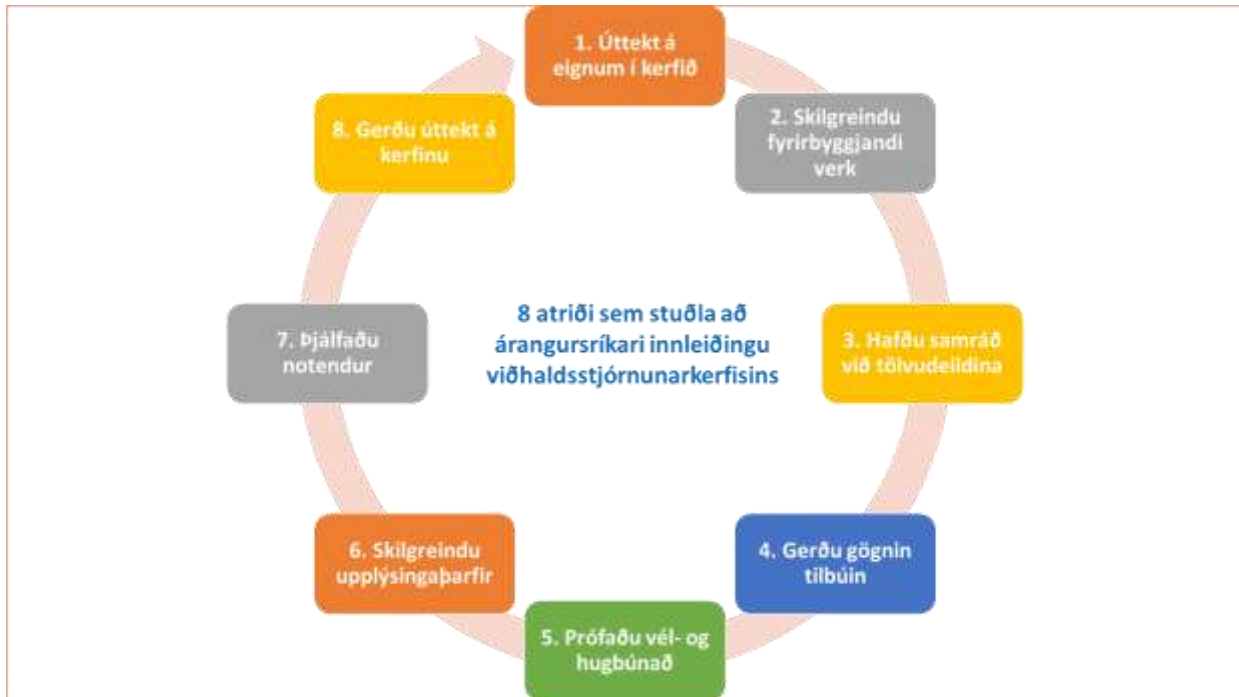 1. Úttekt á
eignum í kerfið
2. Skilgreindu
fyrirbyggjandi
verk
3. Hafðu samráð
við tölvudeildina
4. Gerðu gögnin
tilbúin
5. Prófaðu vél- og
hugbúnað
6. Skilgreindu
upplýsingaþarfir
7. Þjálfaðu
notendur
8. Gerðu úttekt á
kerfinu
8 atriði sem stuðla að
árangursríkari innleiðingu
viðhaldsstjórnunarkerfisins